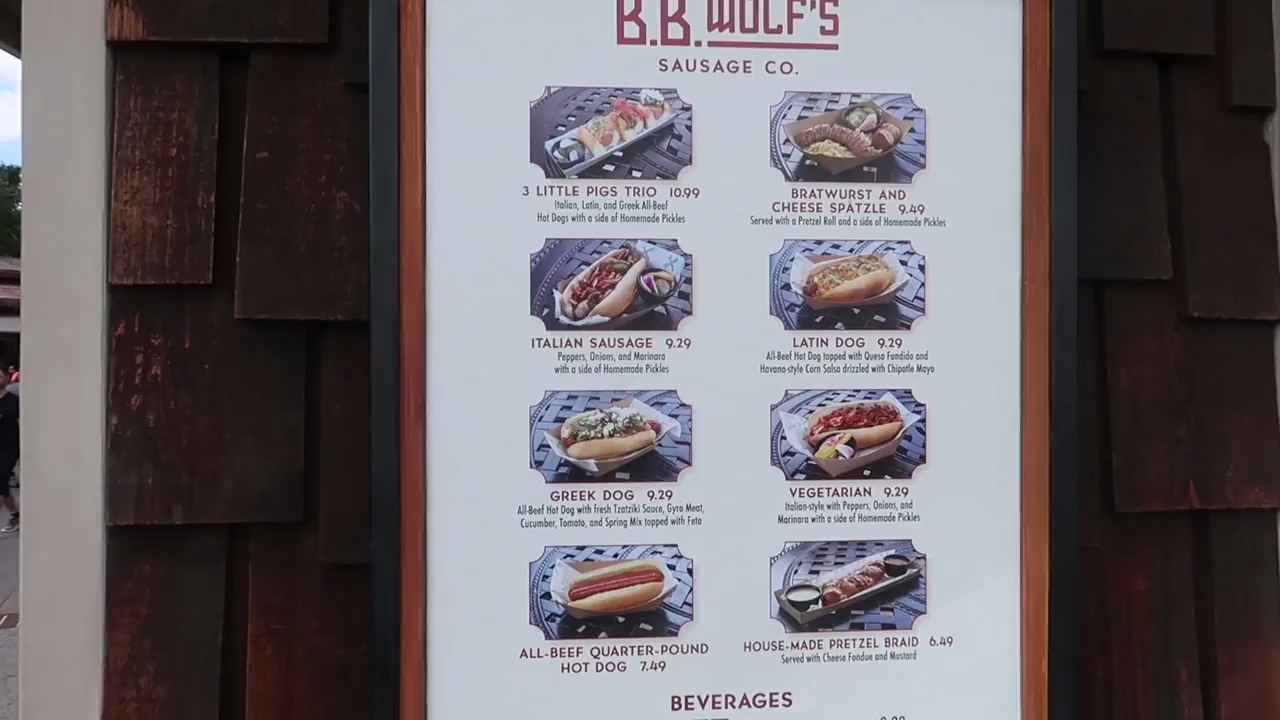 B.B. WOLF'S
SAUSAGE CO.
3 LITTLE PIGS TRIO 10.99
Italian, Latin, and Greek All-Beef
Hot Dogs with a side of Homemade Pickles
BRATWURST AND
CHEESE SPÄTZLE 9.49
Served with a Pretzel Roll and a side of Homemade Pickles
ITALIAN SAUSAGE 9.29
Peppers, Onions, and Marinara
with a side of Homemade Pickles
LATIN DOG 9.29
All-Beef Hot Dog topped with Queso Fundido and
Havana-style Corn Salsa drizzled with Chipotle Mayo
GREEK DOG 9.29
All-Beef Hot Dog with fresh Tzatziki Sauce, Gyro Meat,
Cucumber, Tomato, and Spring Mix topped with Feta
VEGETARIAN 9.29
Italian-style with Peppers, Onions, and
Marinara with a side of Homemade Pickles
ALL-BEEF QUARTER-POUND
HOT DOG 7.49
HOUSE-MADE PRETZEL BRAID 6.49
Served with Cheese Fondue and Mustard
BEVERAGES